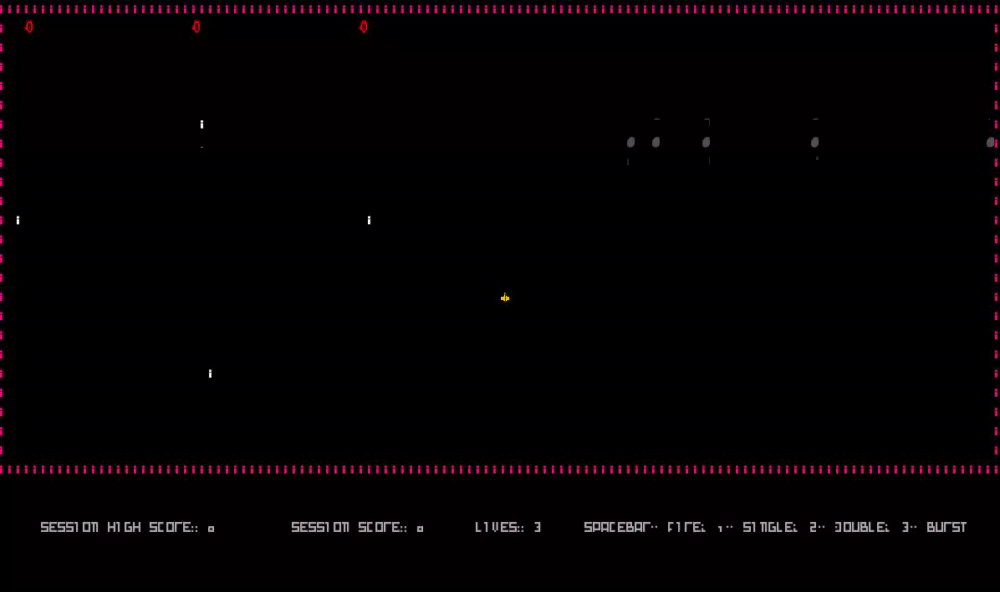 SESSION HIGH SCORE:: 0 SESSION SCORE:: 0 LIVES:: 3 SPACEBAR-- FIRE; 1-- SINGLE; 2-- DOUBLE; 3-- BURST